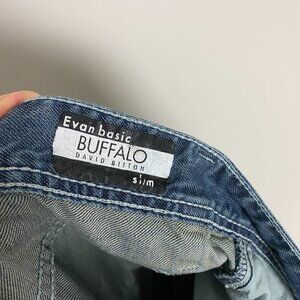 Evan basic
BUFFALO
DAVID BITTON
slim